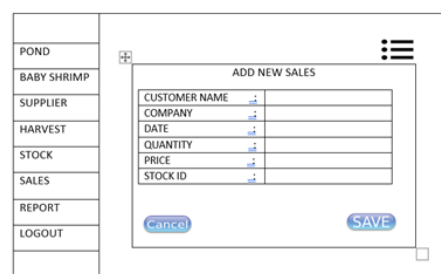 POND
BABY SHRIMP
SUPPLIER
HARVEST
STOCK
SALES
REPORT
LOGOUT
ADD NEW SALES
CUSTOMER NAME :
COMPANY :
DATE :
QUANTITY :
PRICE :
STOCK ID :
Cancel
SAVE